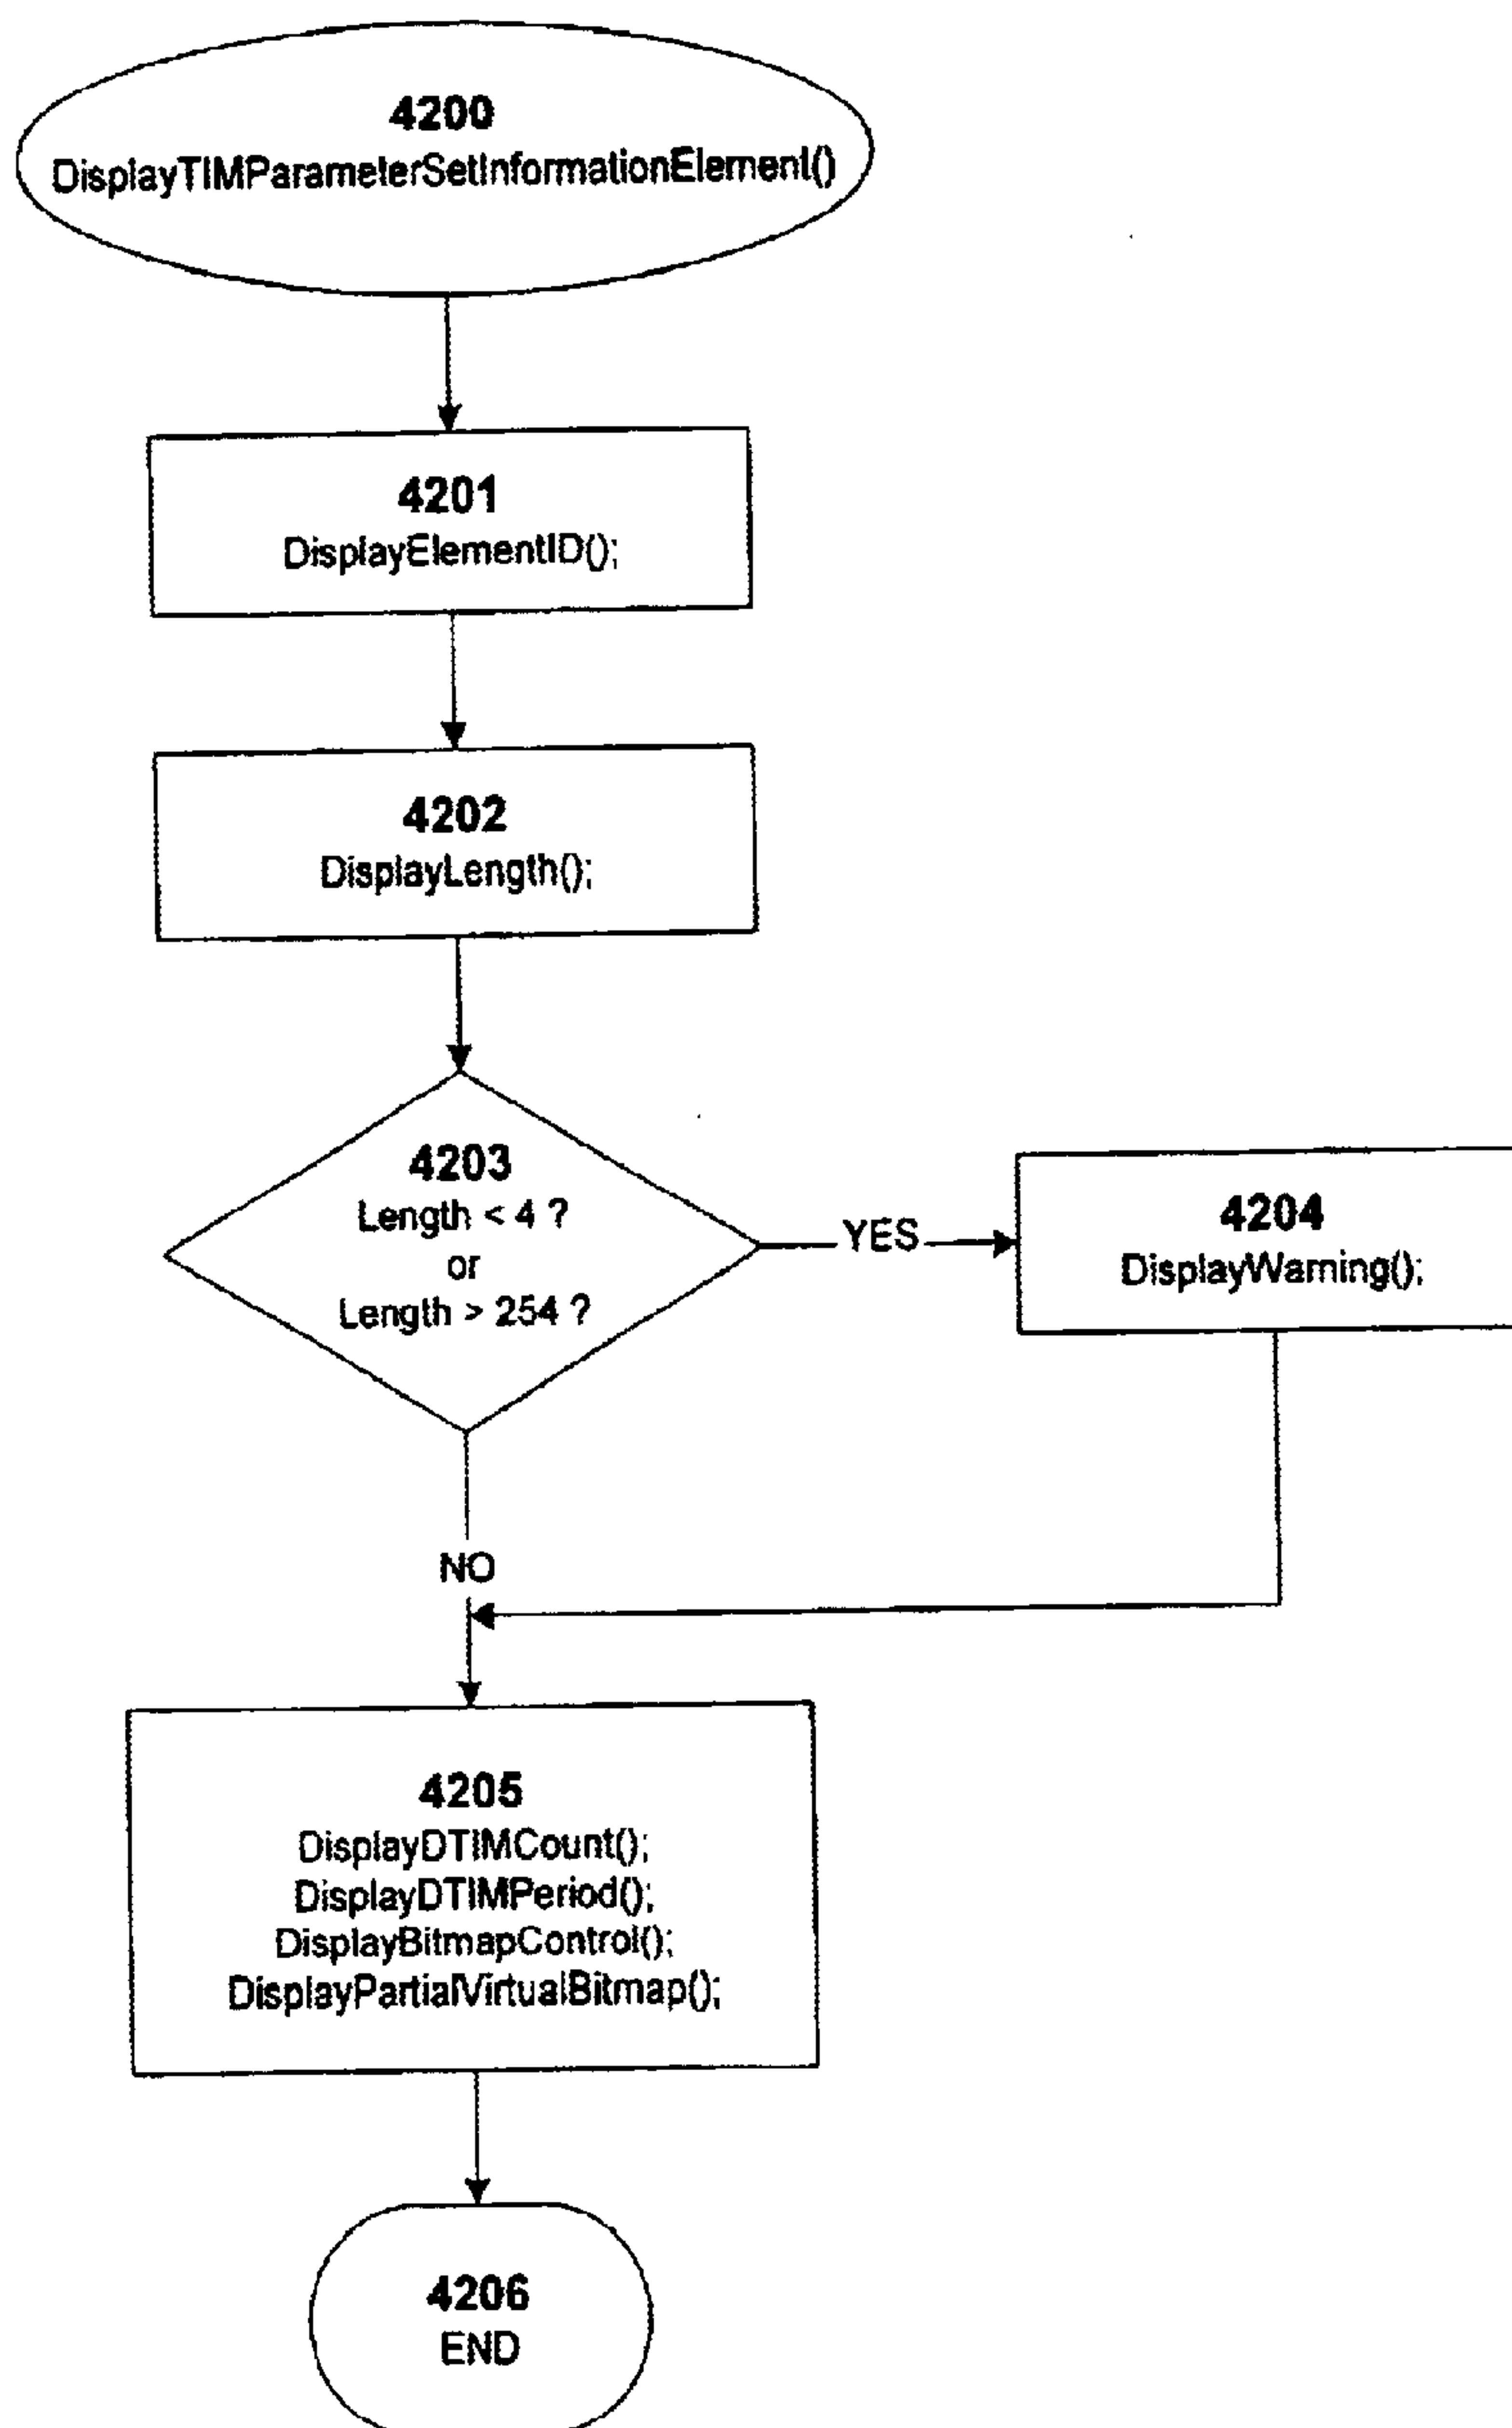 4200
DisplayTIMParameterSetInformationElement()
4201
DisplayElementID();
4202
DisplayLength();
4203
Length < 4 ?
or
Length > 254 ?
YES
4204
DisplayWarning();
NO
4205
DisplayDTIMCount();
DisplayDTIMPeriod();
DisplayBitmapControl();
DisplayPartialVirtualBitmap();
4206
END